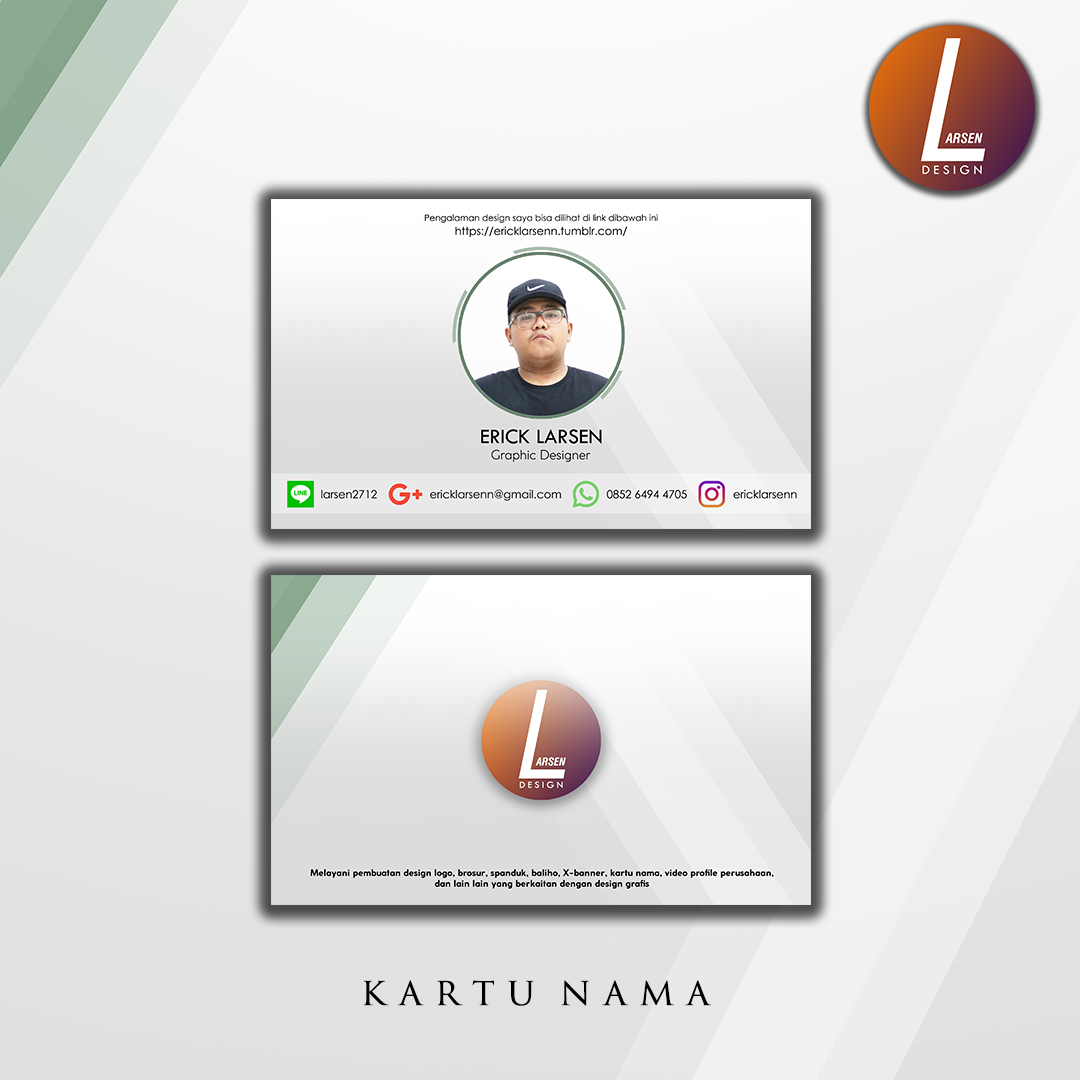 LARSEN
DESIGN
Pengalaman design saya bisa dilihat di link dibawah ini
https://ericklarsenn.tumblr.com/
ERICK LARSEN
Graphic Designer
LINE larsen2712 G+ ericklarsenn@gmail.com 0852 6494 4705 ericklarsenn
LARSEN
DESIGN
Melayani pembuatan design logo, brosur, spanduk, baliho, X-banner, kartu nama, video profile perusahaan,
dan lain lain yang berkaitan dengan design grafis
KARTU NAMA